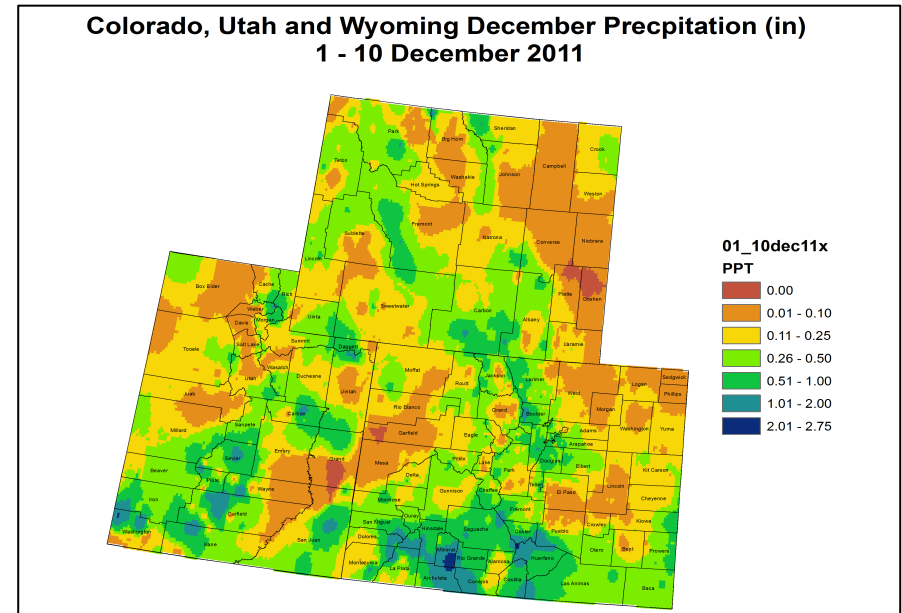 Colorado, Utah and Wyoming December Precpitation (in)
1 - 10 December 2011
Park
Sheridan
Big Horn
Crook
Teton
Campbell
Johnson
Washakie
Hot Springs
Weston
Fremont
Sublette
Natrona
Converse
Niobrara
Lincoln
Platte
Goshen
Sweetwater
Carbon
Albany
Uinta
Laramie
Box Elder
Cache
Rich
Weber
Morgan
Davis
Salt Lake
Summit
Daggett
Tooele
Wasatch
Duchesne
Utah
Uintah
Juab
Carbon
Sanpete
Millard
Emery
Grand
Sevier
Beaver
Piute
Wayne
Iron
Garfield
Washington
Kane
San Juan
Moffat
Routt
Jackson
Larimer
Weld
Logan
Sedgwick
Phillips
Rio Blanco
Grand
Boulder
Morgan
Garfield
Eagle
Adams
Washington
Yuma
Arapahoe
Mesa
Pitkin
Lake
Park
Douglas
Elbert
Kit Carson
Delta
Gunnison
Chaffee
Teller
El Paso
Lincoln
Cheyenne
Montrose
Fremont
Ouray
San Miguel
Hinsdale
Saguache
Custer
Pueblo
Crowley
Kiowa
Dolores
Mineral
Rio Grande
Alamosa
Huerfano
Otero
Bent
Prowers
Montezuma
La Plata
Archuleta
Conejos
Costilla
Las Animas
Baca
01_10dec11x
PPT
0.00
0.01 - 0.10
0.11 - 0.25
0.26 - 0.50
0.51 - 1.00
1.01 - 2.00
2.01 - 2.75